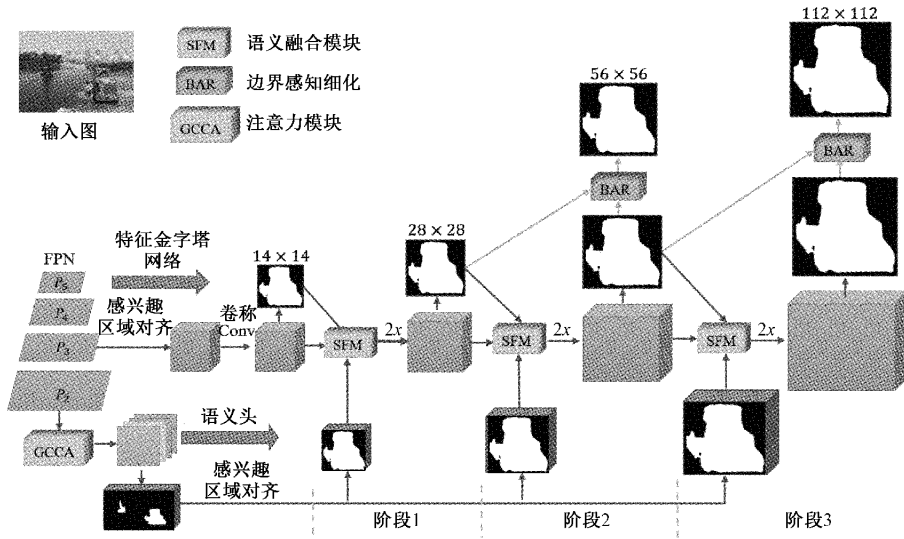 SFM 语义融合模块
BAR 边界感知细化
GCCA 注意力模块
输入图
112 × 112
56 × 56
BAR
BAR
28 × 28
14 × 14
FPN
特征金字塔
网络
P5
P4
感兴趣
区域对齐
卷称
Conv
P3
SFM
2x
SFM
2x
SFM
2x
GCCA
语义头
感兴趣
区域对齐
阶段1
阶段2
阶段3